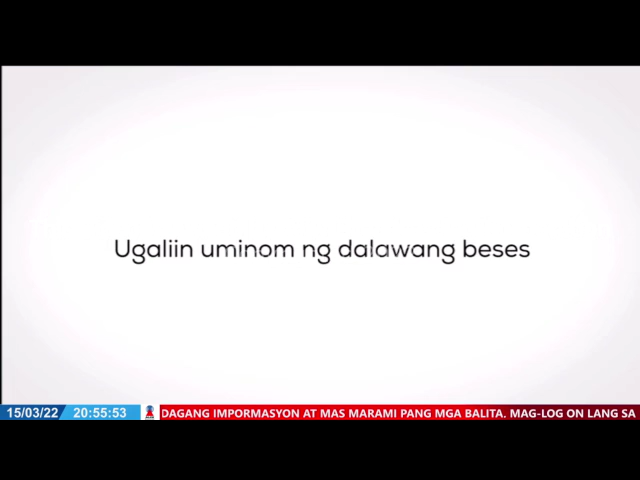 Ugaliin uminom ng dalawang beses
15/03/22 20:55:53 DAGANG IMPORMASYON AT MAS MARAMI PANG MGA BALITA. MAG-LOG ON LANG SA